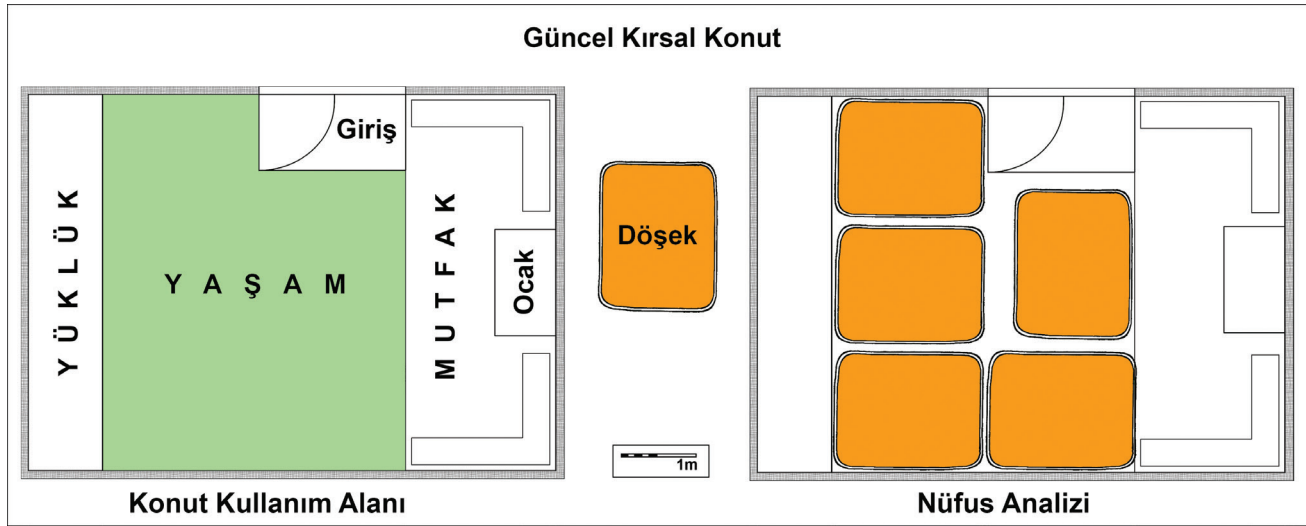 Güncel Kırsal Konut
YÜKLÜK
YAŞAM
Giriş
MUTFAK
Ocak
Döşek
1m
Konut Kullanım Alanı
Nüfus Analizi